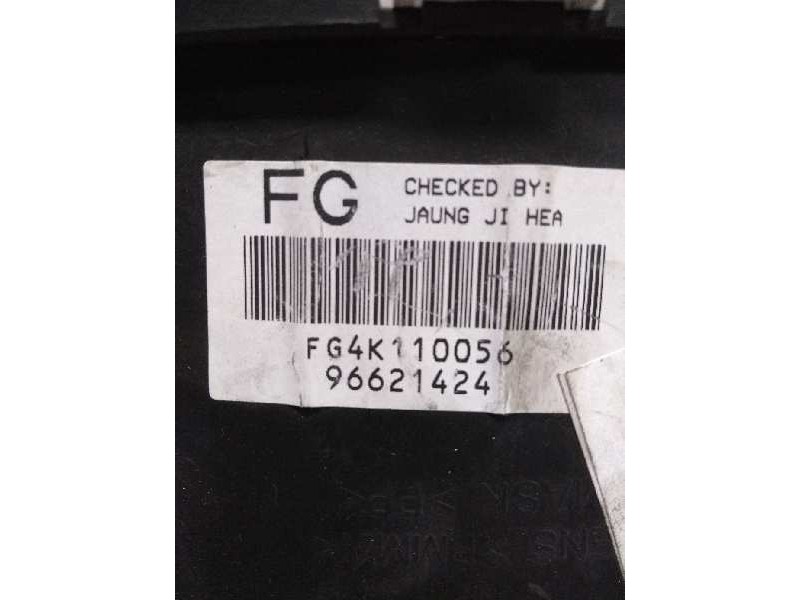 FG
CHECKED BY:
JAUNG JI HEA
FG4K110056
96621424